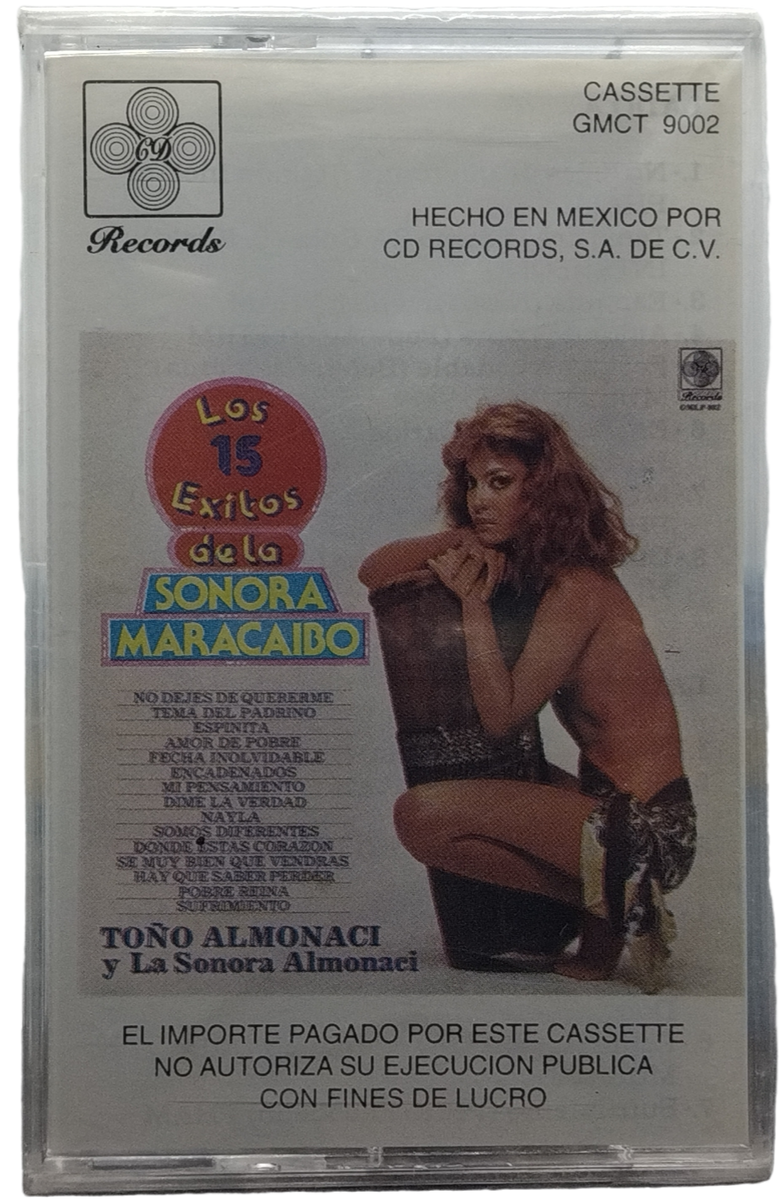 CD
Records
CASSETTE
GMCT 9002
HECHO EN MEXICO POR
CD RECORDS, S.A. DE C.V.
Records
Los
15
Exitos
de la
SONORA
MARACAIBO
NO DEJES DE QUERERME
TEMA DEL PADRINO
ESPINITA
AMOR DE POBRE
FECHA INOLVIDABLE
ENCADENADOS
MI PENSAMIENTO
DIME LA VERDAD
NAYLA
SOMOS DIFERENTES
DONDE ESTAS CORAZON
SE MUY BIEN QUE VENDRAS
HAY QUE SABER PERDER
POBRE REINA
SUFRIMIENTO
TOÑO ALMONACI
y La Sonora Almonaci
EL IMPORTE PAGADO POR ESTE CASSETTE
NO AUTORIZA SU EJECUCION PUBLICA
CON FINES DE LUCRO